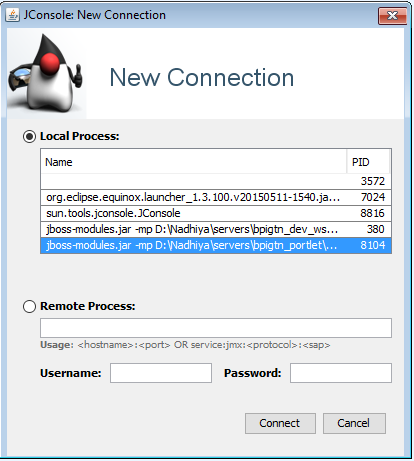 JConsole: New Connection
New Connection
Local Process:
Name PID
3572
org.eclipse.equinox.launcher_1.3.100.v20150511-1540.ja... 7024
sun.tools.jconsole.JConsole 8816
jboss-modules.jar -mp D:\Nadhiya\servers\bpigtn_dev_ws... 380
jboss-modules.jar -mp D:\Nadhiya\servers\bpigtn_portlet\... 8104
Remote Process:
Usage: <hostname>:<port> OR service:jmx:<protocol>:<sap>
Username: Password:
Connect Cancel